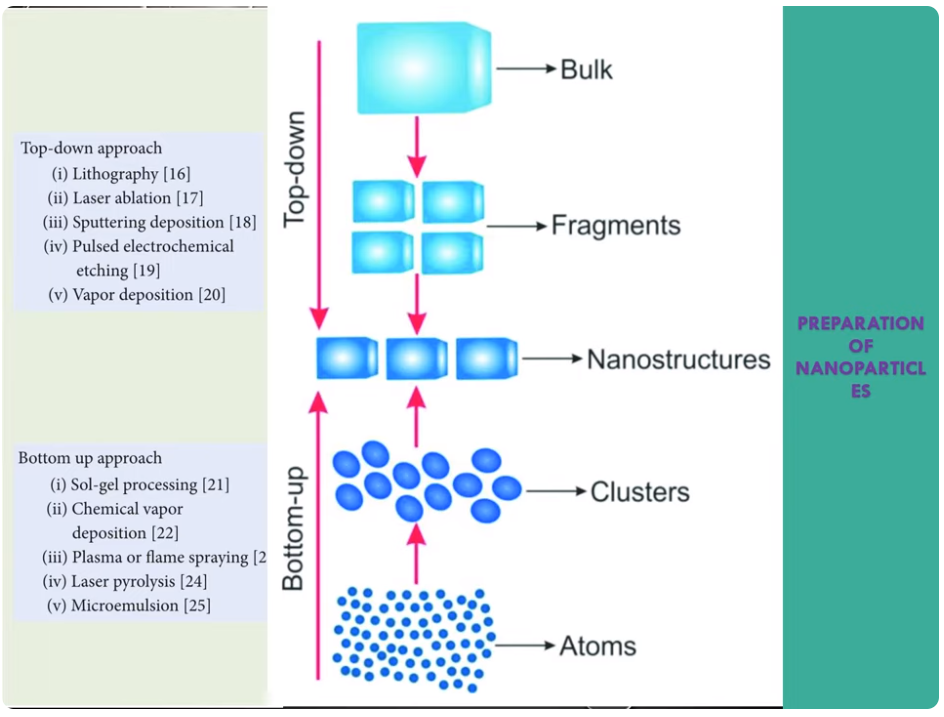 Top-down approach
(i) Lithography [16]
(ii) Laser ablation [17]
(iii) Sputtering deposition [18]
(iv) Pulsed electrochemical
etching [19]
(v) Vapor deposition [20]
Bottom up approach
(i) Sol-gel processing [21]
(ii) Chemical vapor
deposition [22]
(iii) Plasma or flame spraying [2
(iv) Laser pyrolysis [24]
(v) Microemulsion [25]
Top-down
Bottom-up
Bulk
Fragments
Nanostructures
Clusters
Atoms
PREPARATION
OF
NANOPARTICL
ES